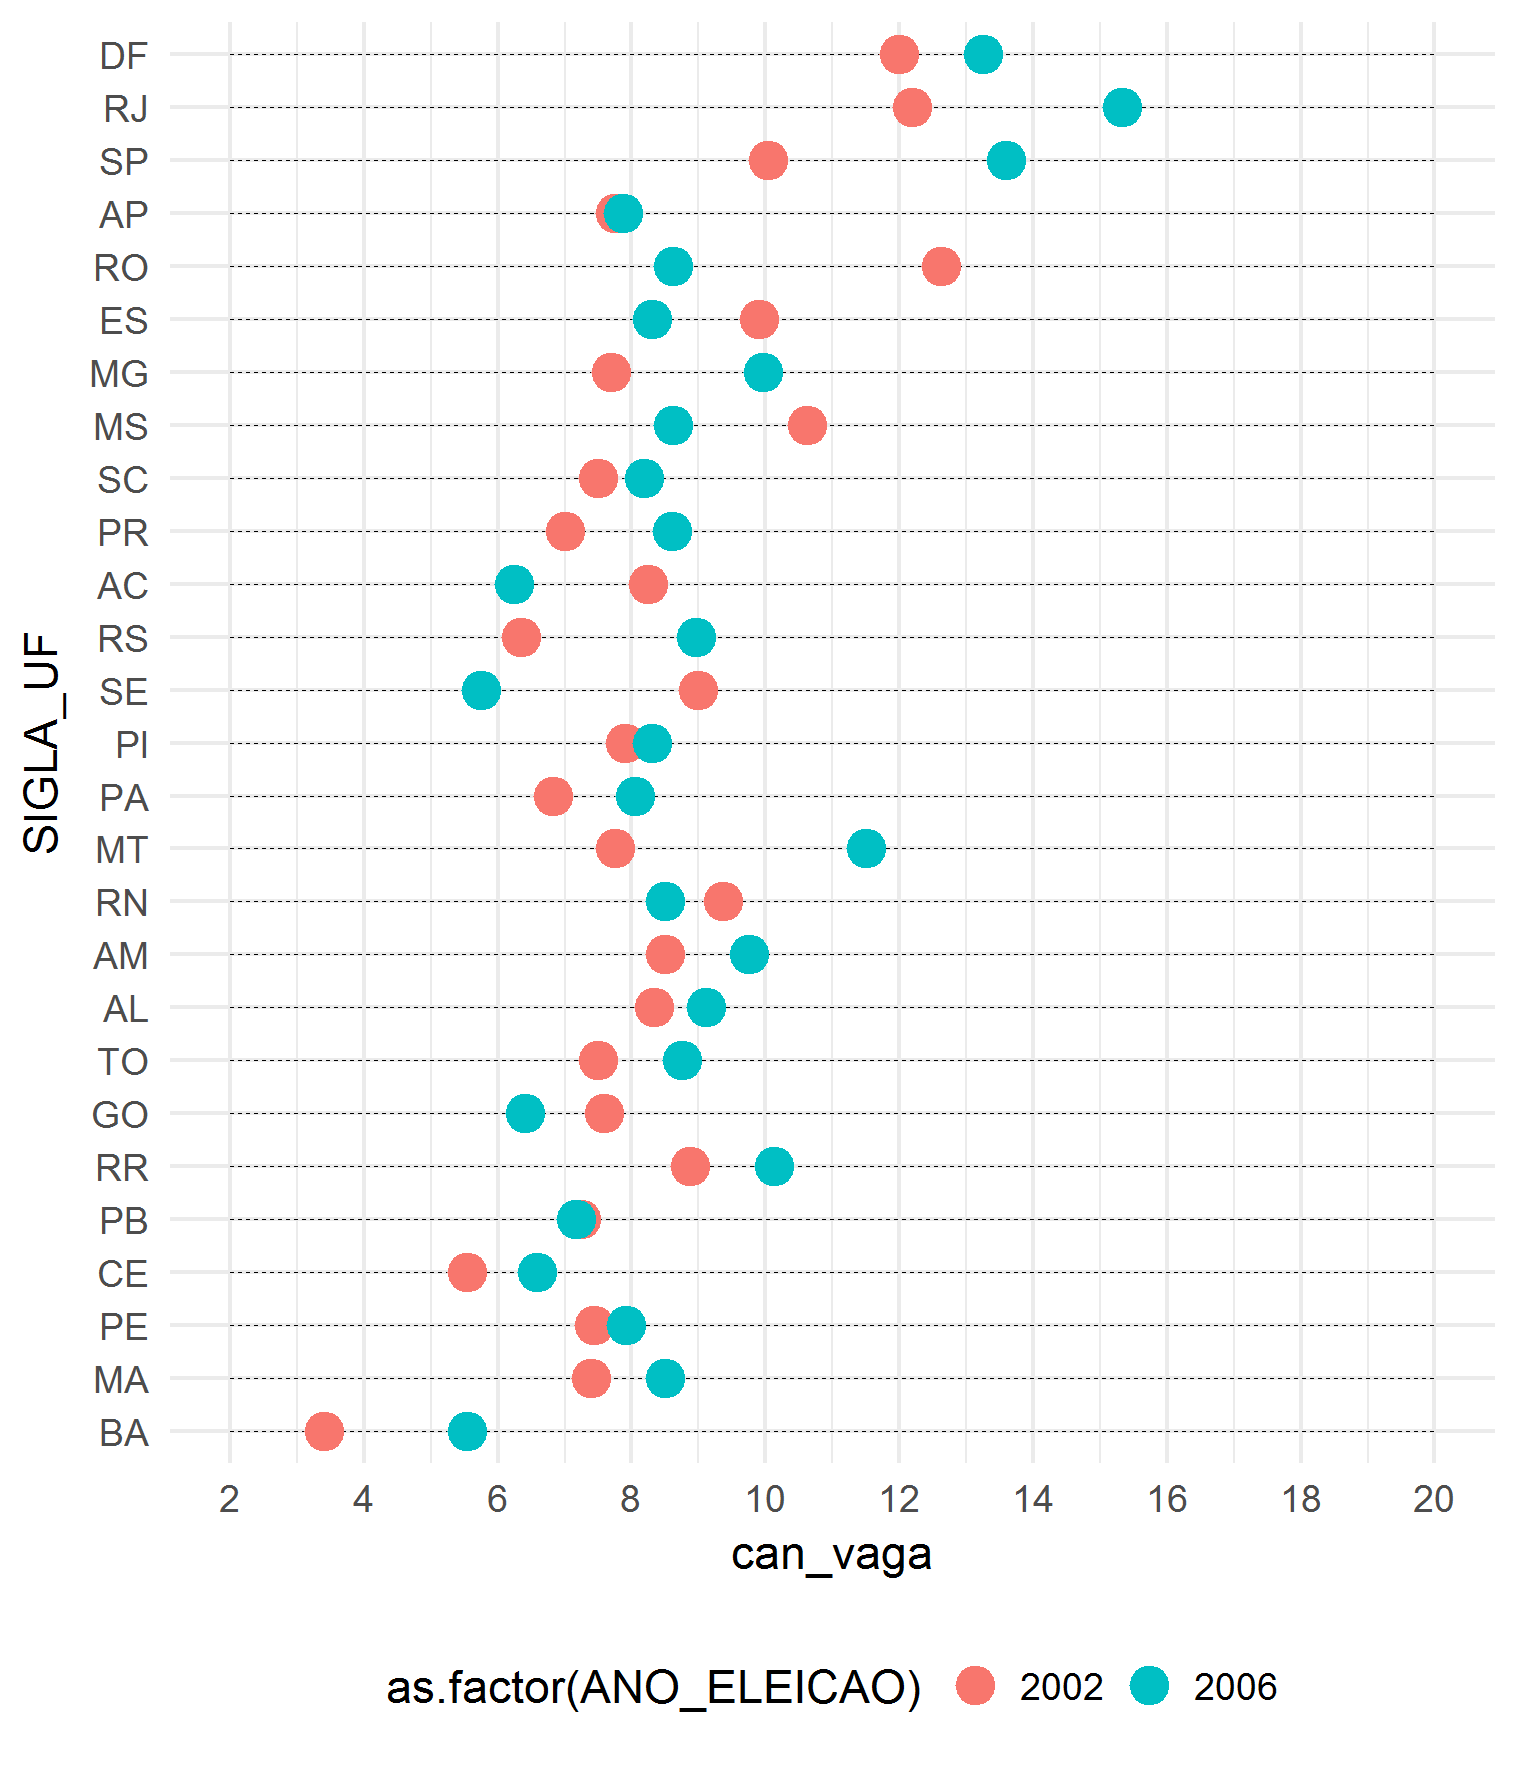 DF
RJ
SP
AP
RO
ES
MG
MS
SC
PR
AC
RS
SE
PI
PA
MT
RN
AM
AL
TO
GO
RR
PB
CE
PE
MA
BA
SIGLA_UF
2 4 6 8 10 12 14 16 18 20
can_vaga
as.factor(ANO_ELEICAO) 2002 2006